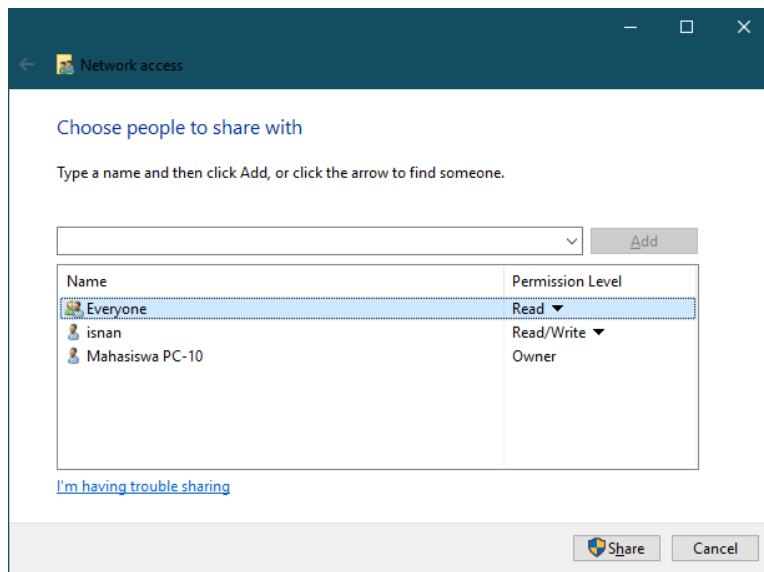 Network access
Choose people to share with
Type a name and then click Add, or click the arrow to find someone.
Add
Name Permission Level
Everyone Read
isnan Read/Write
Mahasiswa PC-10 Owner
I'm having trouble sharing
Share Cancel